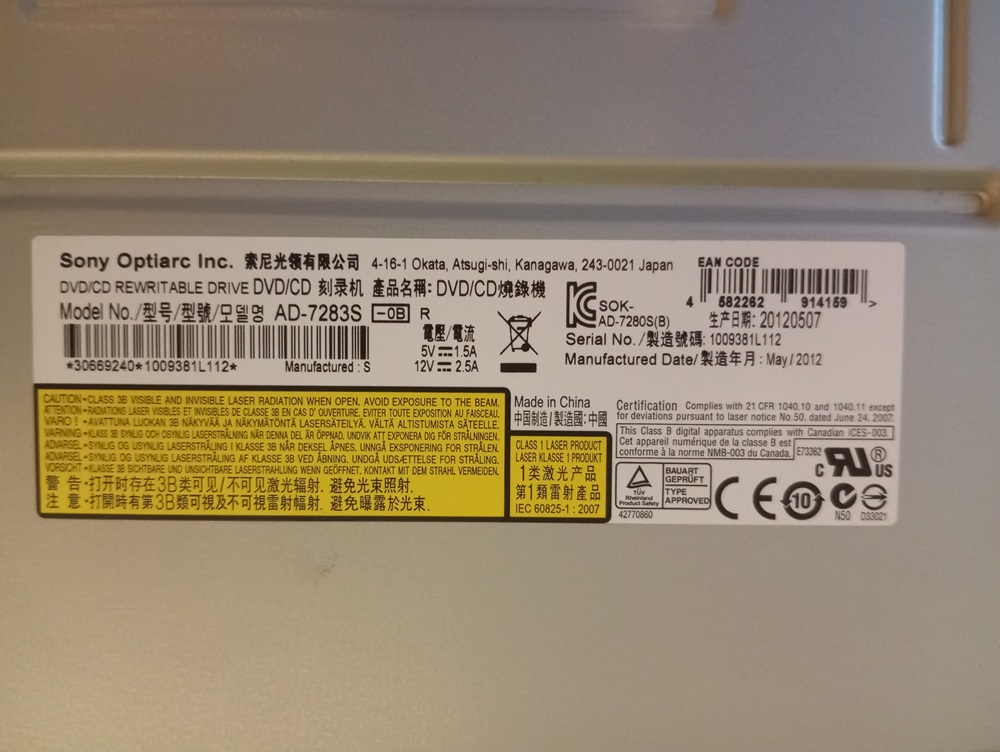 Sony Optiarc Inc. 索尼光領有限公司 4-16-1 Okata, Atsugi-shi, Kanagawa, 243-0021 Japan
DVD/CD REWRITABLE DRIVE DVD/CD 刻录机 產品名稱: DVD/CD燒錄機
Model No./型号/型號/모델명 AD-7283S -0B R
電壓/電流
5V 1.5A
12V 2.5A
*30669240*1009381L112* Manufactured : S
SOK-
AD-7280S(B)
EAN CODE
4 582262 914159 >
生产日期: 20120507
Serial No./製造號碼: 1009381L112
Manufactured Date/製造年月: May/2012
CAUTION-CLASS 3B VISIBLE AND INVISIBLE LASER RADIATION WHEN OPEN. AVOID EXPOSURE TO THE BEAM.
ATTENTION-RADIATIONS LASER VISIBLES ET INVISIBLES DE CLASSE 3B EN CAS D' OUVERTURE. EVITER TOUTE EXPOSITION AU FAISCEAU.
VARO !-AVATTUNA LUOKAN 3B NÄKYVÄÄ JA NÄKYMÄTÖNTÄ LASERSÄTEILYÄ. VÄLTÄ ALTISTUMISTA SÄTEELLE.
VARNING-KLASS 3B SYNLIG OCH OSYNLIG LASERSTRÅLNING NÄR DENNA DEL ÄR ÖPPNAD. UNDVIK ATT EXPONERA DIG FÖR STRÅLNINGEN.
ADVARSEL-SYNLIG OG USYNLIG LASERSTRÅLING I KLASSE 3B NÅR DEKSEL ÅPNES. UNNGÅ EKSPONERING FOR STRÅLEN.
ADVARSEL-SYNLIG OG USYNLIG LASERSTRÅLING AF KLASSE 3B VED ÅBNING. UNDGÅ UDS-ÆTTELSE FOR STRÅLING.
VORSICHT-KLASSE 3B SICHTBARE UND UNSICHTBARE LASERSTRAHLUNG WENN GEÖFFNET. KONTAKT MIT DEM STRAHL VERMEIDEN.
警 告-打开时存在3B类可见/不可见激光辐射. 避免光束照射.
注 意-打開時有第3B類可視及不可視雷射幅射. 避免曝露於光束.
Made in China
中国制造/製造國: 中國
CLASS 1 LASER PRODUCT
LASER KLASSE 1 PRODUKT
1类激光产品
第1類雷射產品
IEC 60825-1 : 2007
Certification Complies with 21 CFR 1040.10 and 1040.11 except
for deviations pursuant to laser notice No.50, dated June 24, 2007.
This Class B digital apparatus complies with Canadian ICES-003.
Cet appareil numérique de la classe B est
conforme à la norme NMB-003 du Canada.
E73362
TÜV
Rheinland
Product Safety
BAUART
GEPRÜFT
TYPE
APPROVED
42770860
CE
10
N50
D33021
c RU ® US